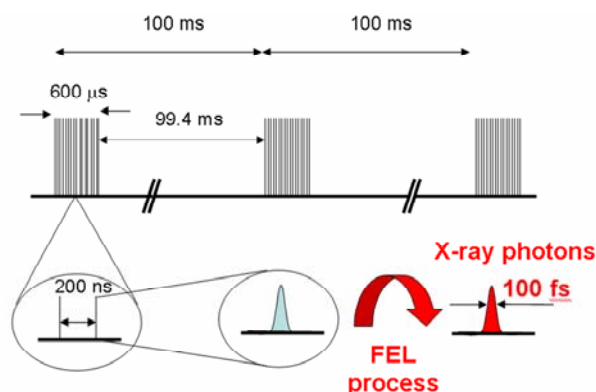 100 ms
100 ms
600 µs
99.4 ms
X-ray photons
200 ns
100 fs
FEL
process